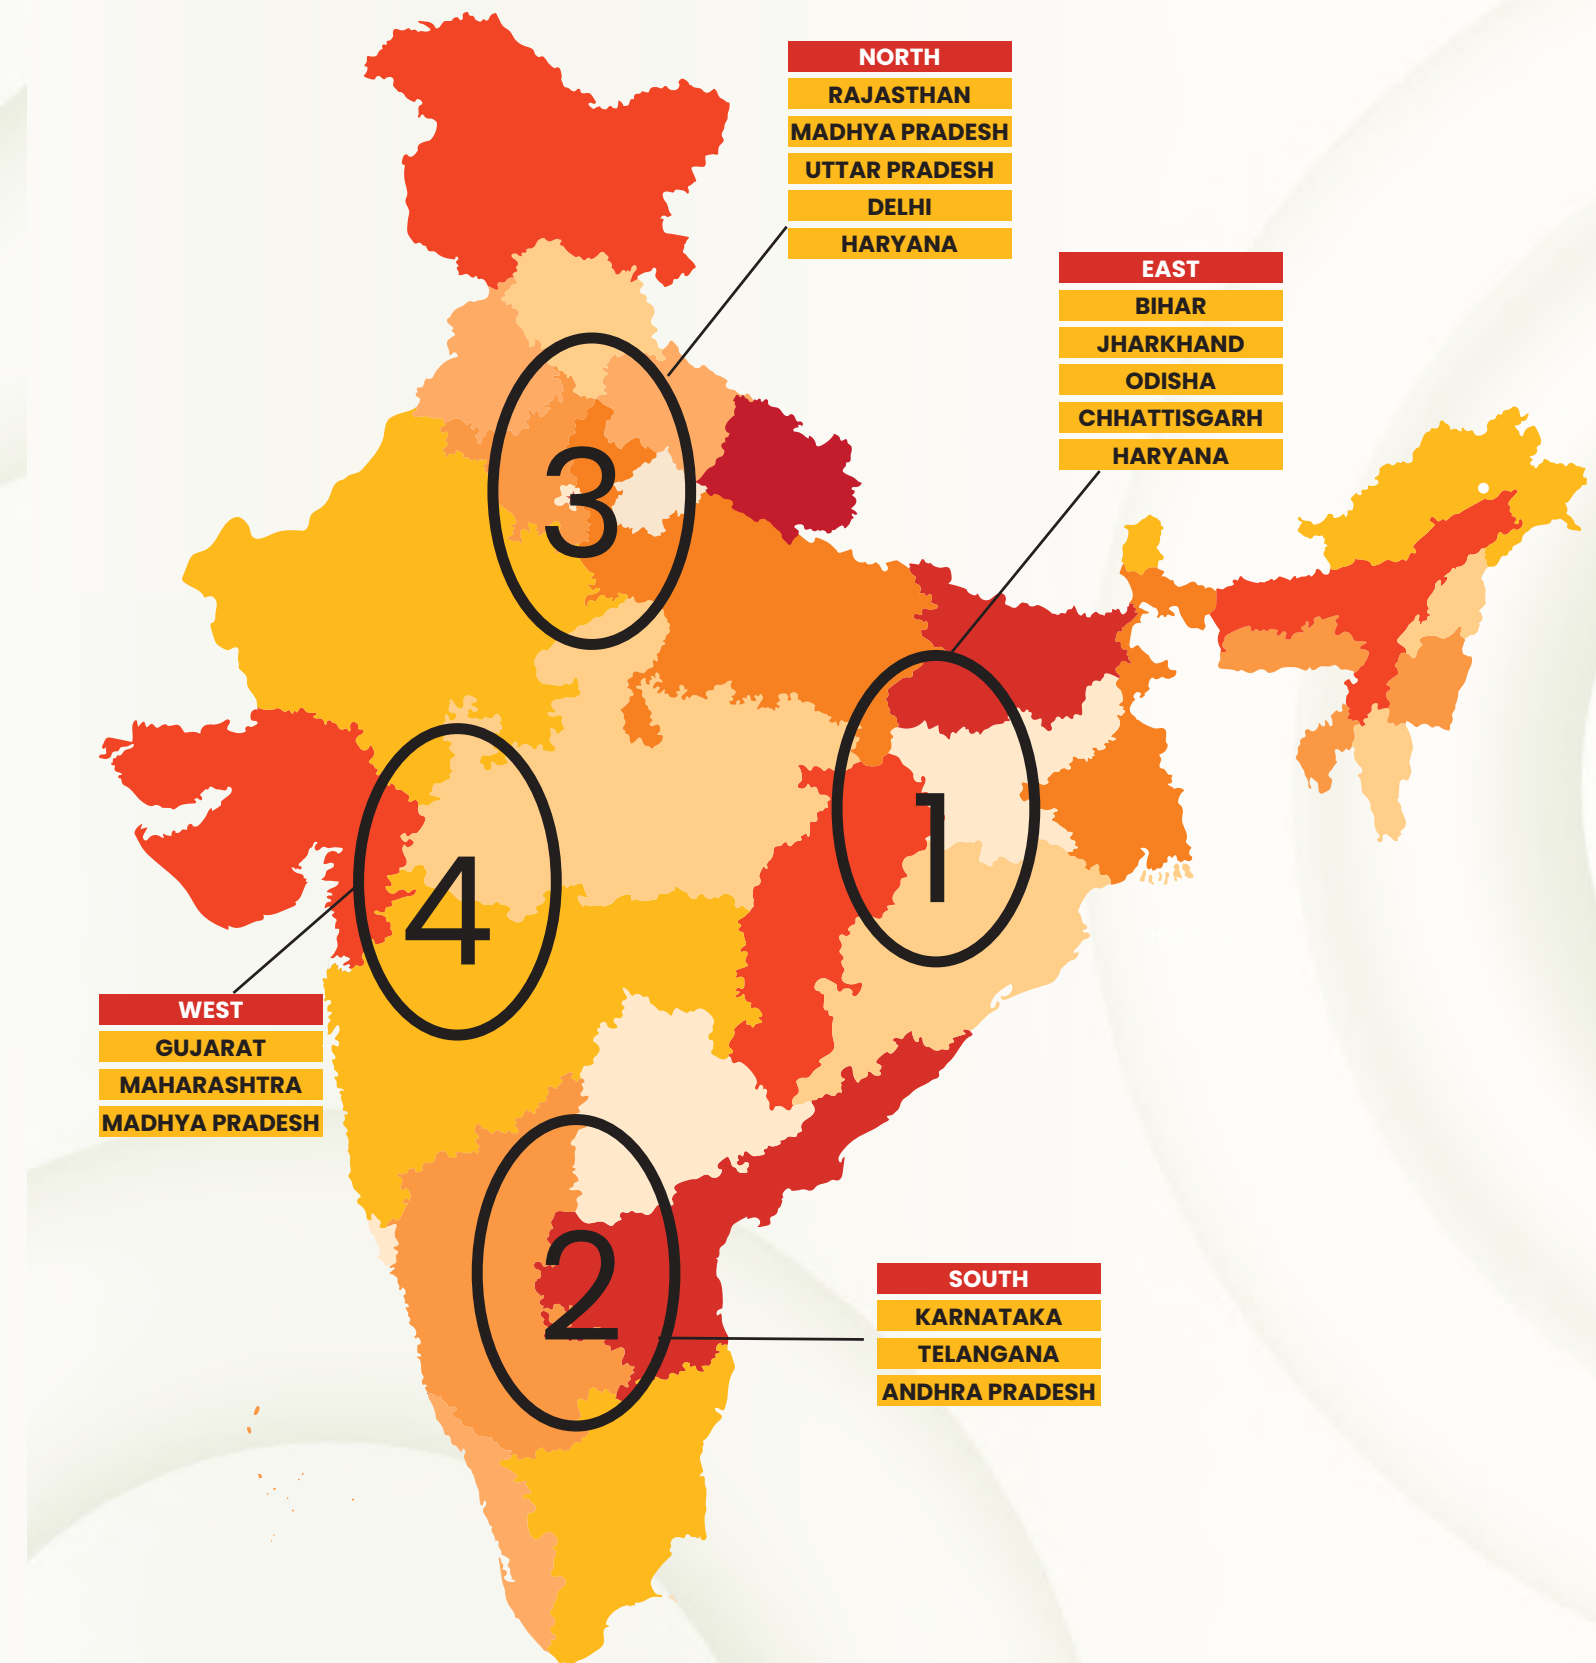 NORTH
RAJASTHAN
MADHYA PRADESH
UTTAR PRADESH
DELHI
HARYANA
EAST
BIHAR
JHARKHAND
ODISHA
CHHATTISGARH
HARYANA
3
1
4
WEST
GUJARAT
MAHARASHTRA
MADHYA PRADESH
2
SOUTH
KARNATAKA
TELANGANA
ANDHRA PRADESH